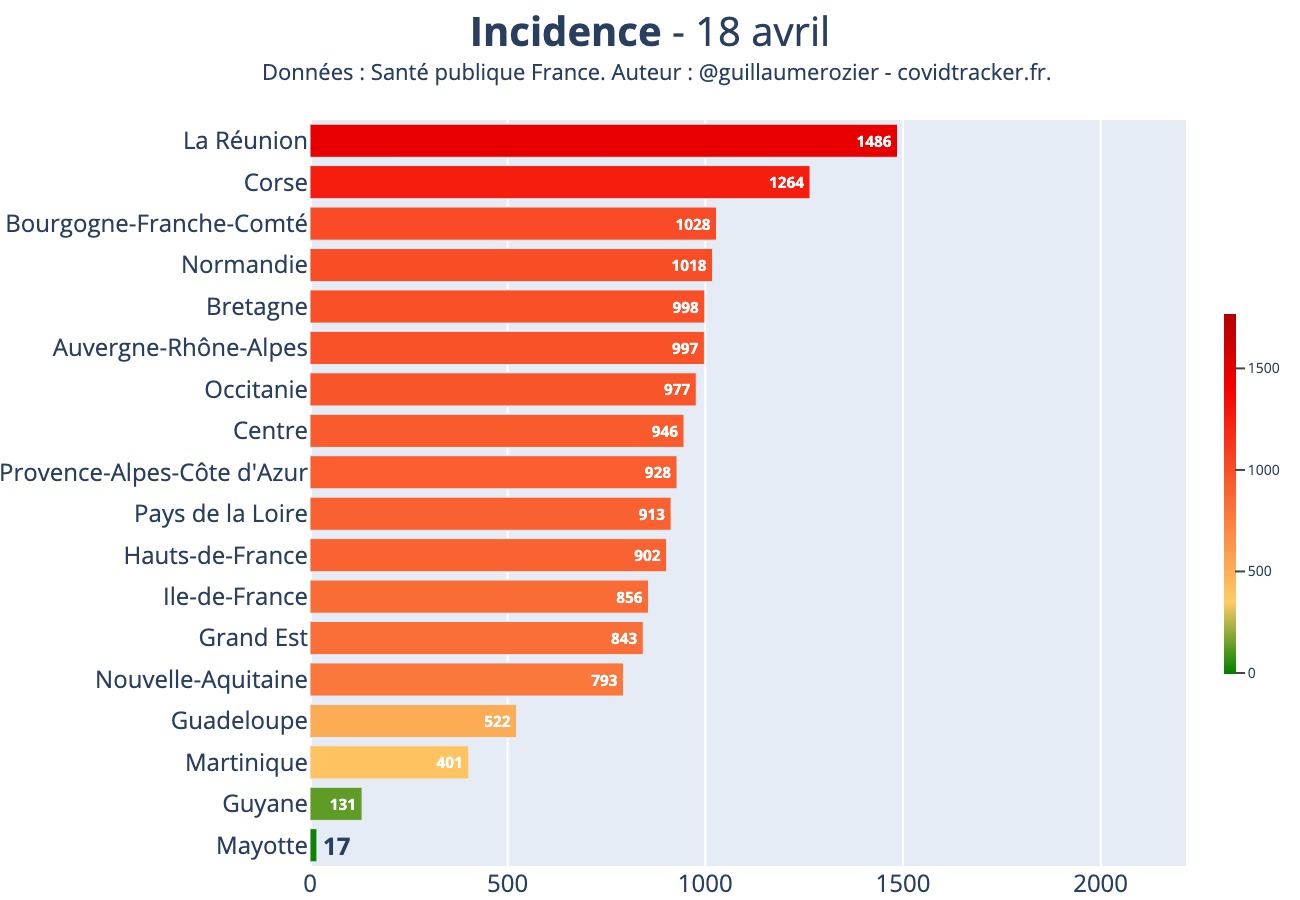 Incidence - 18 avril
Données : Santé publique France. Auteur : @guillaumerozier - covidtracker.fr.
La Réunion 1486
Corse 1264
Bourgogne-Franche-Comté 1028
Normandie 1018
Bretagne 998
Auvergne-Rhône-Alpes 997
Occitanie 977
Centre 946
Provence-Alpes-Côte d'Azur 928
Pays de la Loire 913
Hauts-de-France 902
Ile-de-France 856
Grand Est 843
Nouvelle-Aquitaine 793
Guadeloupe 522
Martinique 401
Guyane 131
Mayotte 17
0 500 1000 1500 2000
1500
1000
500
0